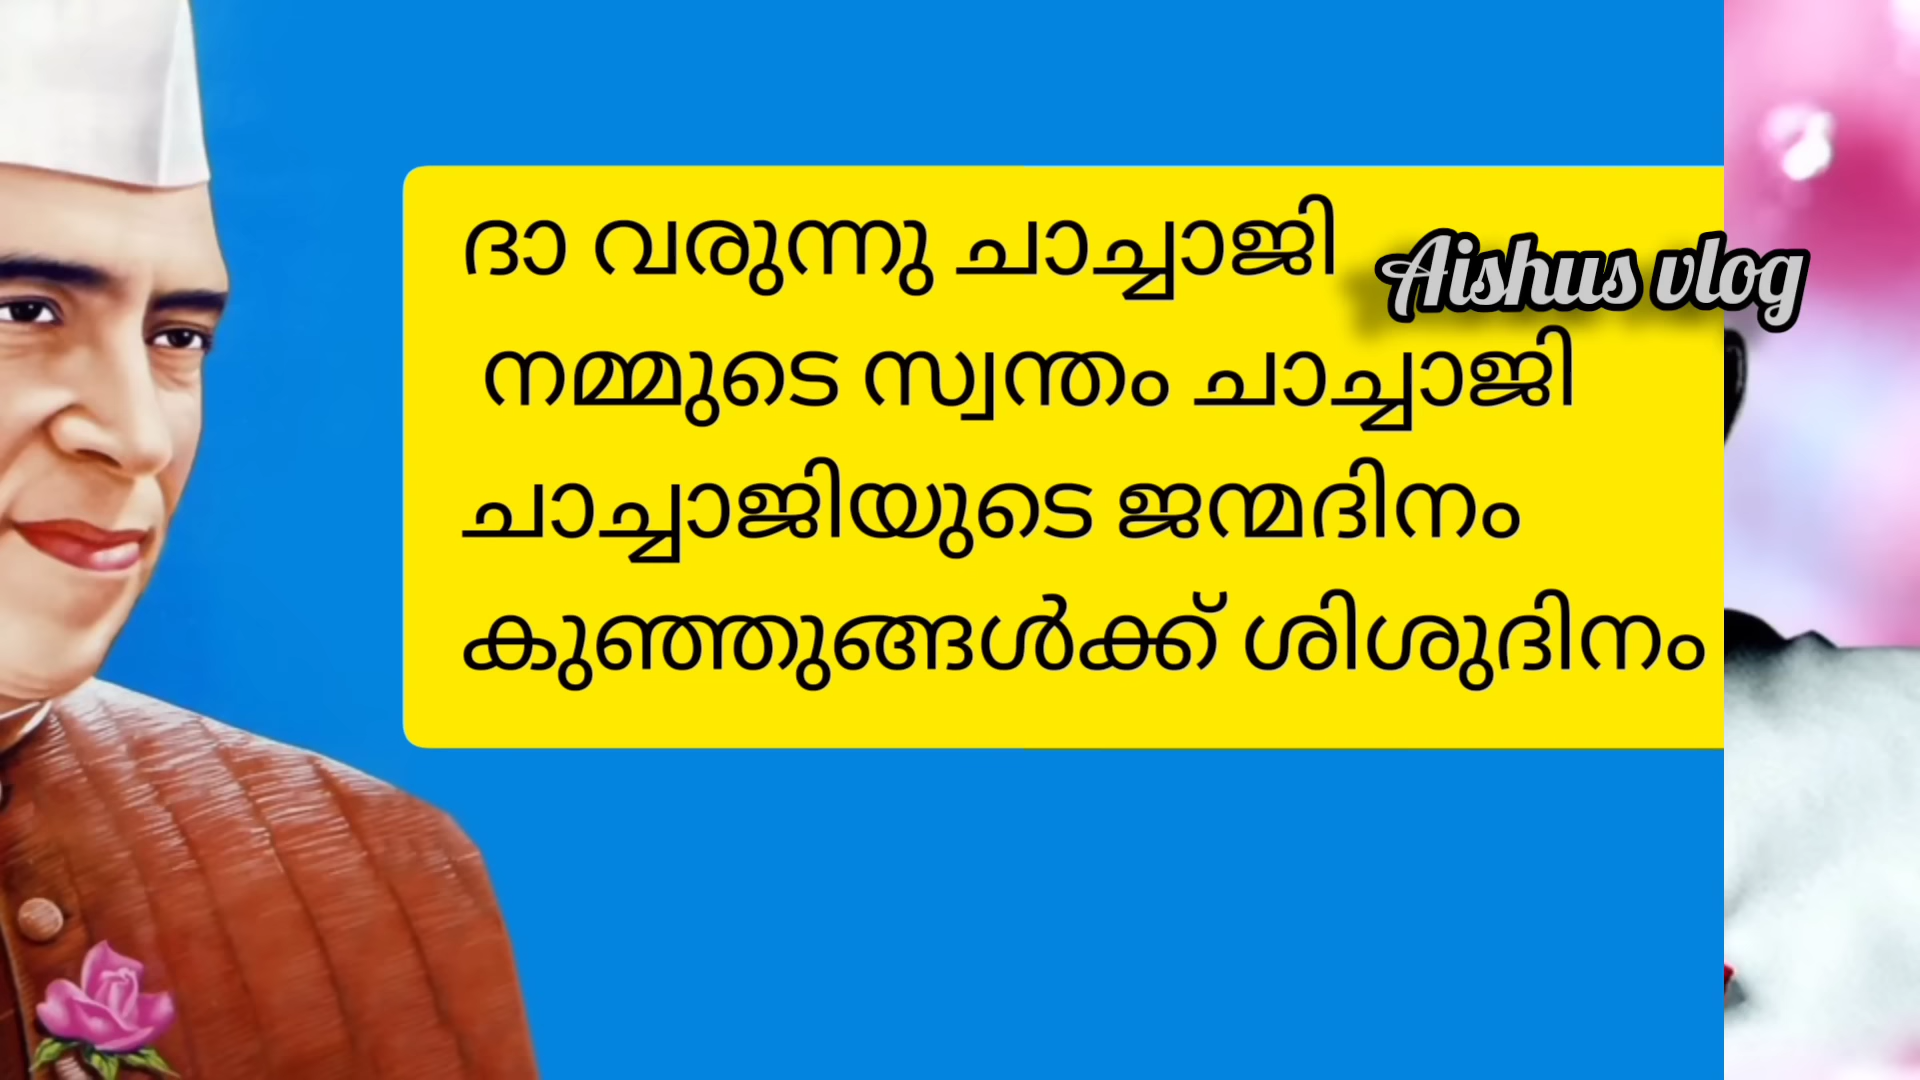 ദാ വരുന്നു ചാച്ചാജി
Aishus vlog
നമ്മുടെ സ്വന്തം ചാച്ചാജി
ചാച്ചാജിയുടെ ജന്മദിനം
കുഞ്ഞുങ്ങൾക്ക് ശിശുദിനം